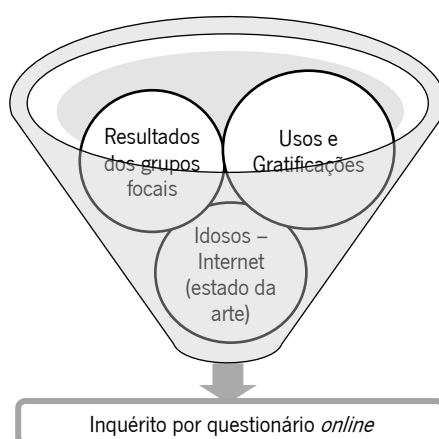 Resultados
dos grupos
focais
Usos e
Gratificações
Idosos –
Internet
(estado da
arte)
Inquérito por questionário online